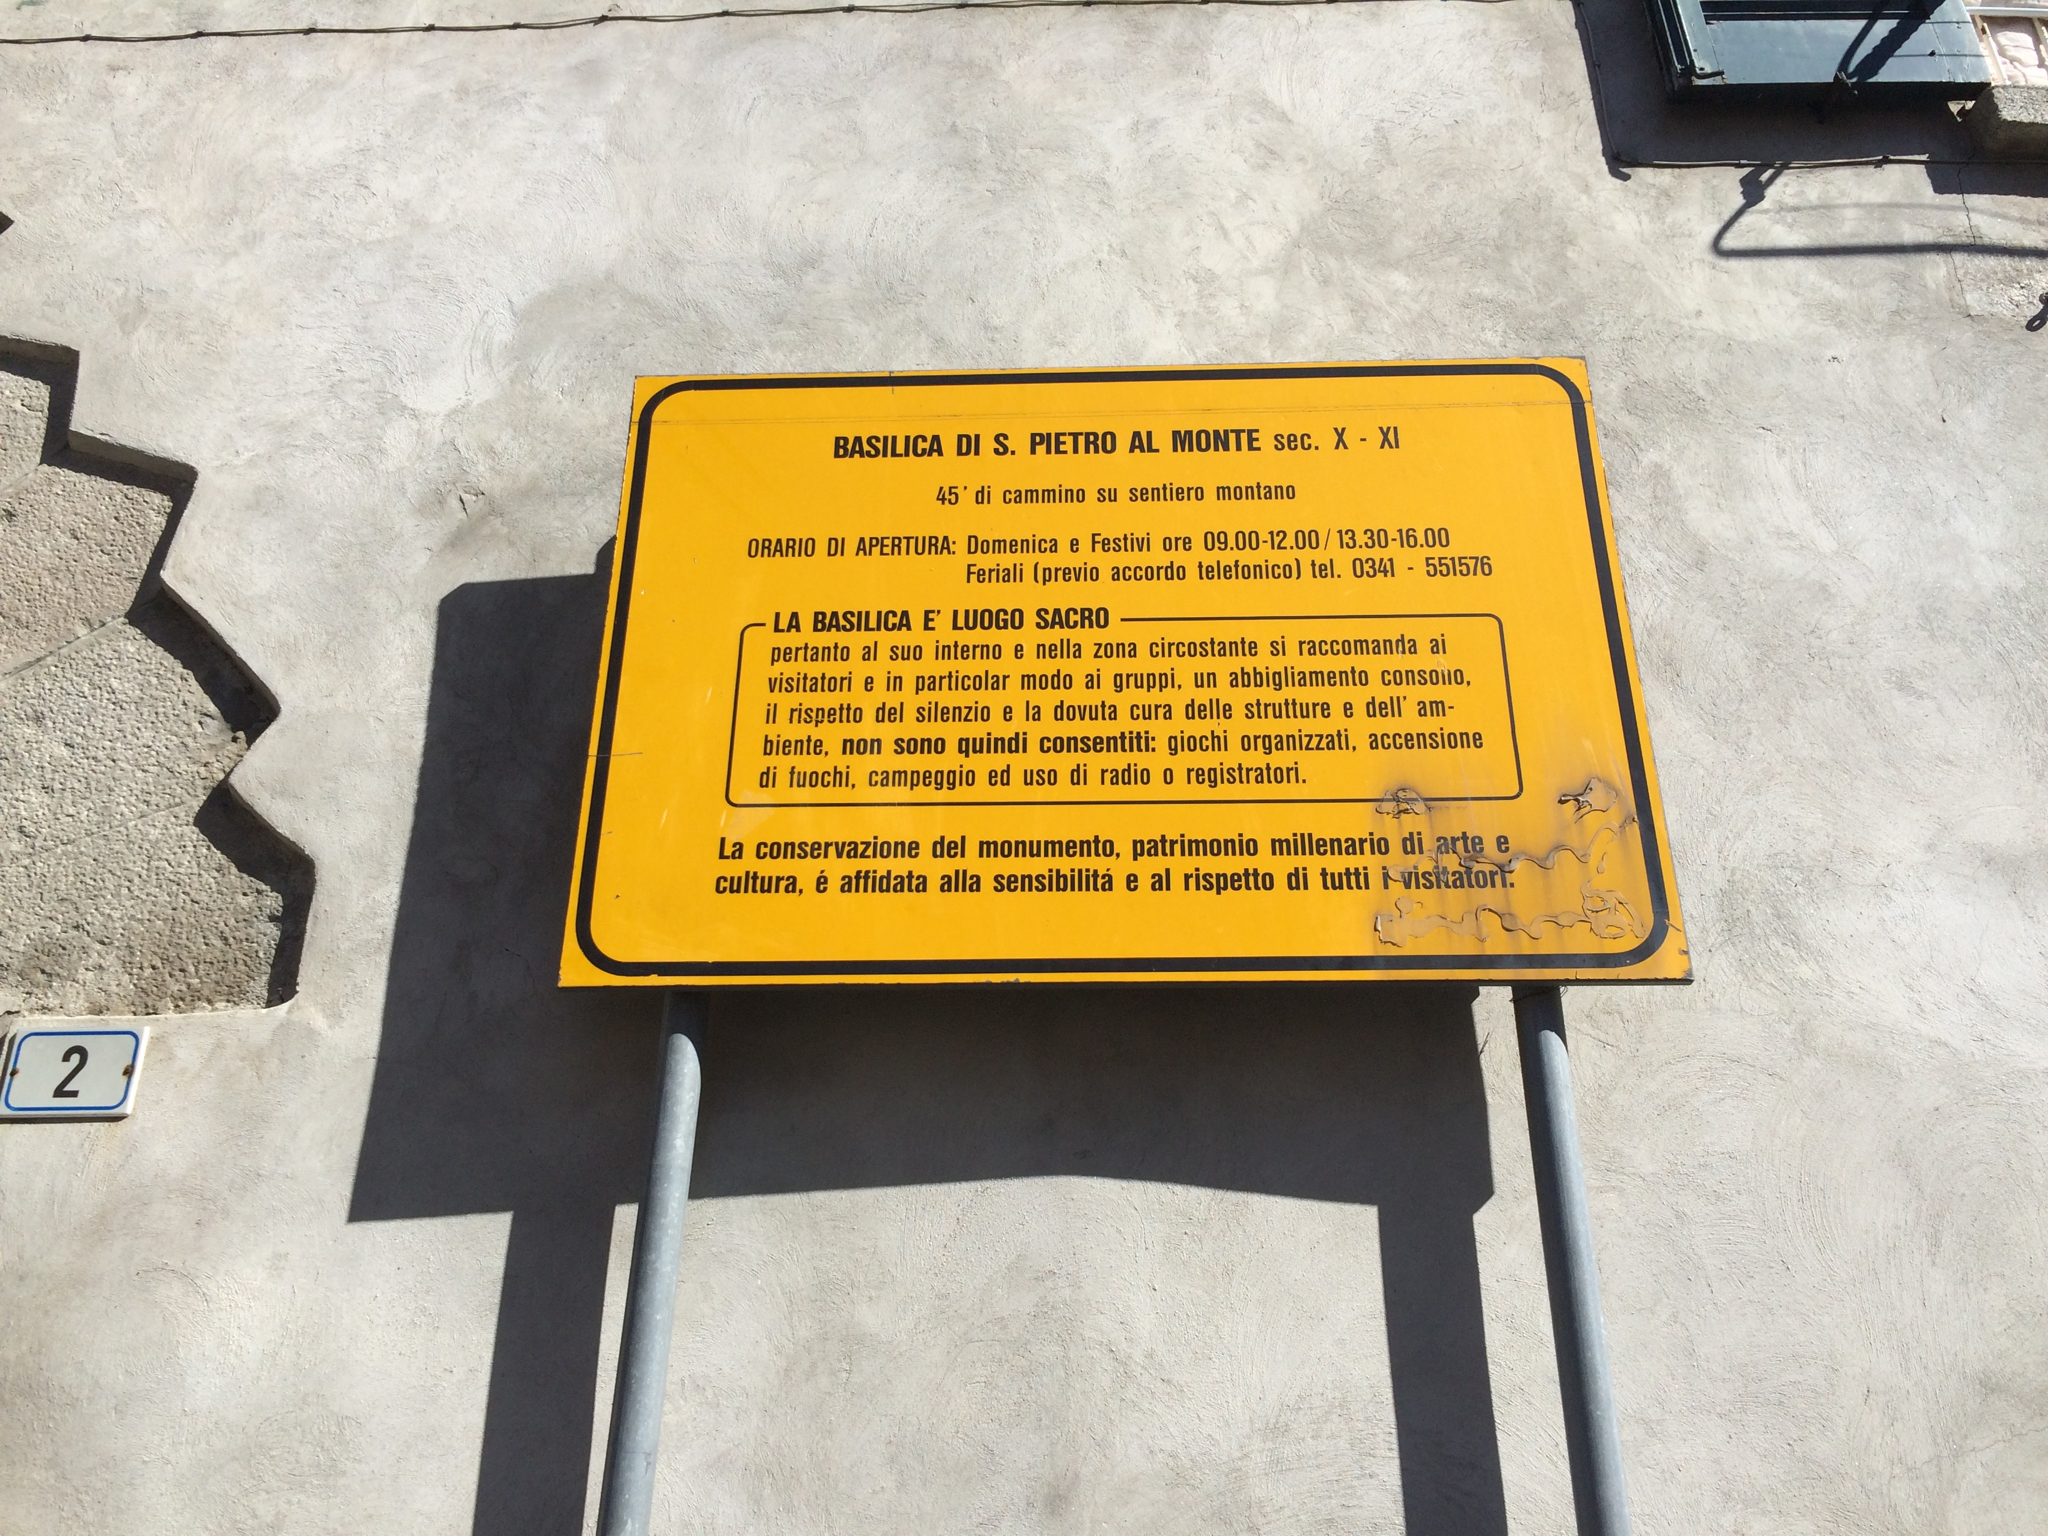 BASILICA DI S. PIETRO AL MONTE sec. X - XI
45' di cammino su sentiero montano
ORARIO DI APERTURA: Domenica e Festivi ore 09.00-12.00 / 13.30-16.00
Feriali (previo accordo telefonico) tel. 0341 - 551576
LA BASILICA E' LUOGO SACRO
pertanto al suo interno e nella zona circostante si raccomanda ai
visitatori e in particolar modo ai gruppi, un abbigliamento consono,
il rispetto del silenzio e la dovuta cura delle strutture e dell' am-
biente, non sono quindi consentiti: giochi organizzati, accensione
di fuochi, campeggio ed uso di radio o registratori.
La conservazione del monumento, patrimonio millenario di arte e
cultura, é affidata alla sensibilitá e al rispetto di tutti i visitatori.
2